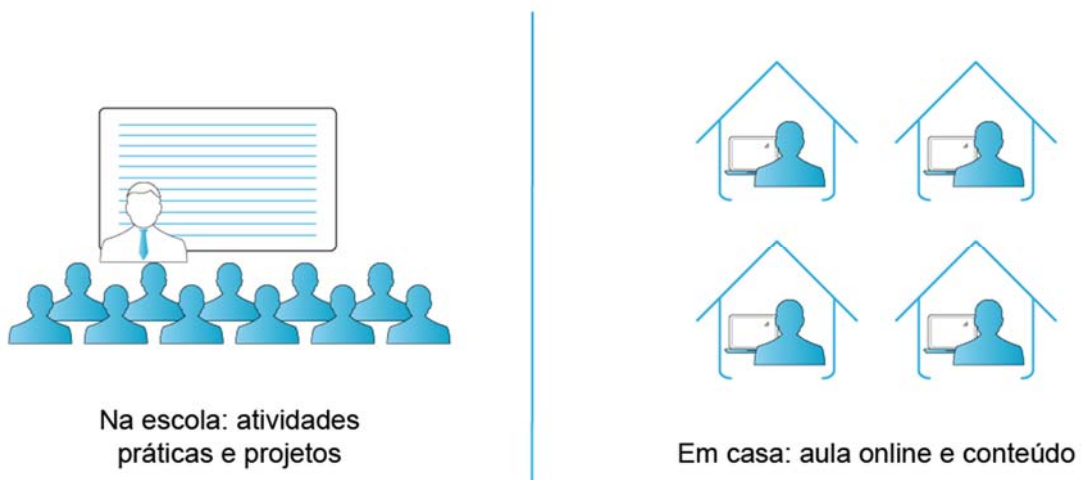 Na escola: atividades
práticas e projetos
Em casa: aula online e conteúdo